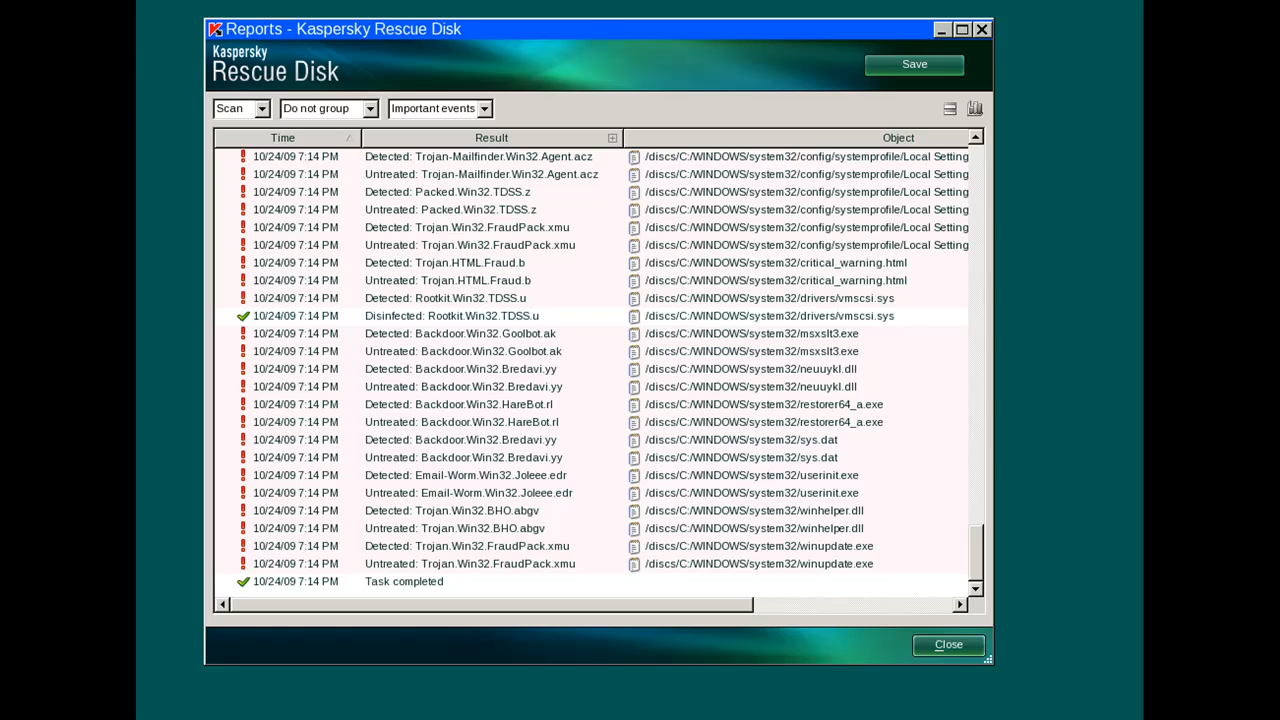 Reports - Kaspersky Rescue Disk
Kaspersky
Rescue Disk
Save
Scan Do not group Important events
Time Result Object
10/24/09 7:14 PM Detected: Trojan-Mailfinder.Win32.Agent.acz /discs/C:/WINDOWS/system32/config/systemprofile/Local Setting
10/24/09 7:14 PM Untreated: Trojan-Mailfinder.Win32.Agent.acz /discs/C:/WINDOWS/system32/config/systemprofile/Local Setting
10/24/09 7:14 PM Detected: Packed.Win32.TDSS.z /discs/C:/WINDOWS/system32/config/systemprofile/Local Setting
10/24/09 7:14 PM Untreated: Packed.Win32.TDSS.z /discs/C:/WINDOWS/system32/config/systemprofile/Local Setting
10/24/09 7:14 PM Detected: Trojan.Win32.FraudPack.xmu /discs/C:/WINDOWS/system32/config/systemprofile/Local Setting
10/24/09 7:14 PM Untreated: Trojan.Win32.FraudPack.xmu /discs/C:/WINDOWS/system32/config/systemprofile/Local Setting
10/24/09 7:14 PM Detected: Trojan.HTML.Fraud.b /discs/C:/WINDOWS/system32/critical_warning.html
10/24/09 7:14 PM Untreated: Trojan.HTML.Fraud.b /discs/C:/WINDOWS/system32/critical_warning.html
10/24/09 7:14 PM Detected: Rootkit.Win32.TDSS.u /discs/C:/WINDOWS/system32/drivers/vmscsi.sys
10/24/09 7:14 PM Disinfected: Rootkit.Win32.TDSS.u /discs/C:/WINDOWS/system32/drivers/vmscsi.sys
10/24/09 7:14 PM Detected: Backdoor.Win32.Goolbot.ak /discs/C:/WINDOWS/system32/msxslt3.exe
10/24/09 7:14 PM Untreated: Backdoor.Win32.Goolbot.ak /discs/C:/WINDOWS/system32/msxslt3.exe
10/24/09 7:14 PM Detected: Backdoor.Win32.Bredavi.yy /discs/C:/WINDOWS/system32/neuuykl.dll
10/24/09 7:14 PM Untreated: Backdoor.Win32.Bredavi.yy /discs/C:/WINDOWS/system32/neuuykl.dll
10/24/09 7:14 PM Detected: Backdoor.Win32.HareBot.rl /discs/C:/WINDOWS/system32/restorer64_a.exe
10/24/09 7:14 PM Untreated: Backdoor.Win32.HareBot.rl /discs/C:/WINDOWS/system32/restorer64_a.exe
10/24/09 7:14 PM Detected: Backdoor.Win32.Bredavi.yy /discs/C:/WINDOWS/system32/sys.dat
10/24/09 7:14 PM Untreated: Backdoor.Win32.Bredavi.yy /discs/C:/WINDOWS/system32/sys.dat
10/24/09 7:14 PM Detected: Email-Worm.Win32.Joleee.edr /discs/C:/WINDOWS/system32/userinit.exe
10/24/09 7:14 PM Untreated: Email-Worm.Win32.Joleee.edr /discs/C:/WINDOWS/system32/userinit.exe
10/24/09 7:14 PM Detected: Trojan.Win32.BHO.abgv /discs/C:/WINDOWS/system32/winhelper.dll
10/24/09 7:14 PM Untreated: Trojan.Win32.BHO.abgv /discs/C:/WINDOWS/system32/winhelper.dll
10/24/09 7:14 PM Detected: Trojan.Win32.FraudPack.xmu /discs/C:/WINDOWS/system32/winupdate.exe
10/24/09 7:14 PM Untreated: Trojan.Win32.FraudPack.xmu /discs/C:/WINDOWS/system32/winupdate.exe
10/24/09 7:14 PM Task completed
Close